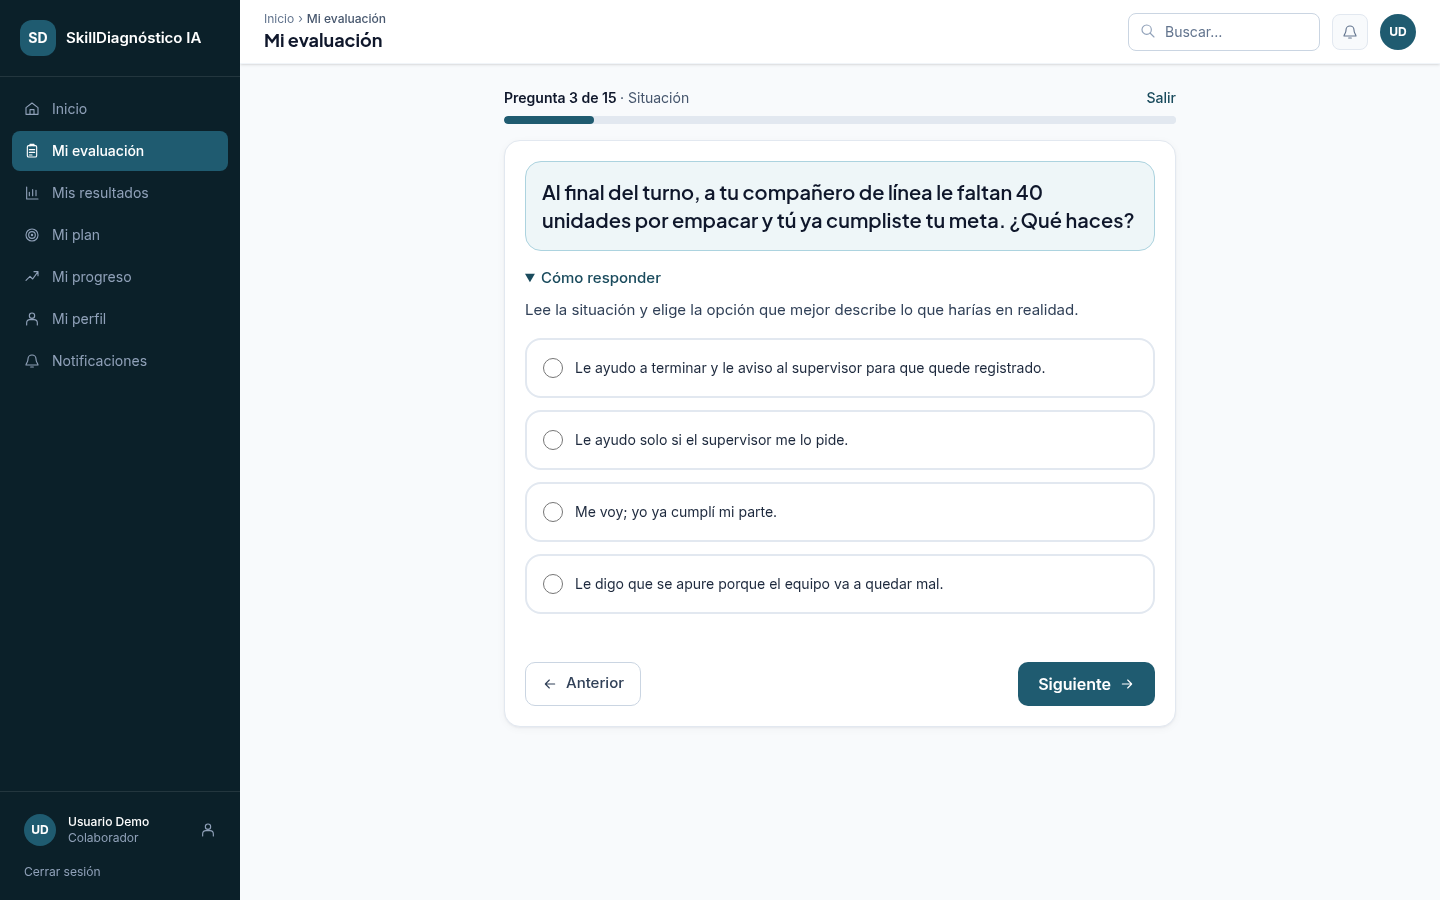 SD
SkillDiagnóstico IA
Inicio
Mi evaluación
Mis resultados
Mi plan
Mi progreso
Mi perfil
Notificaciones
UD
Usuario Demo
Colaborador
Cerrar sesión
Inicio › Mi evaluación
Mi evaluación
Buscar...
UD
Pregunta 3 de 15 · Situación
Salir
Al final del turno, a tu compañero de línea le faltan 40
unidades por empacar y tú ya cumpliste tu meta. ¿Qué haces?
▼ Cómo responder
Lee la situación y elige la opción que mejor describe lo que harías en realidad.
Le ayudo a terminar y le aviso al supervisor para que quede registrado.
Le ayudo solo si el supervisor me lo pide.
Me voy; yo ya cumplí mi parte.
Le digo que se apure porque el equipo va a quedar mal.
← Anterior
Siguiente →